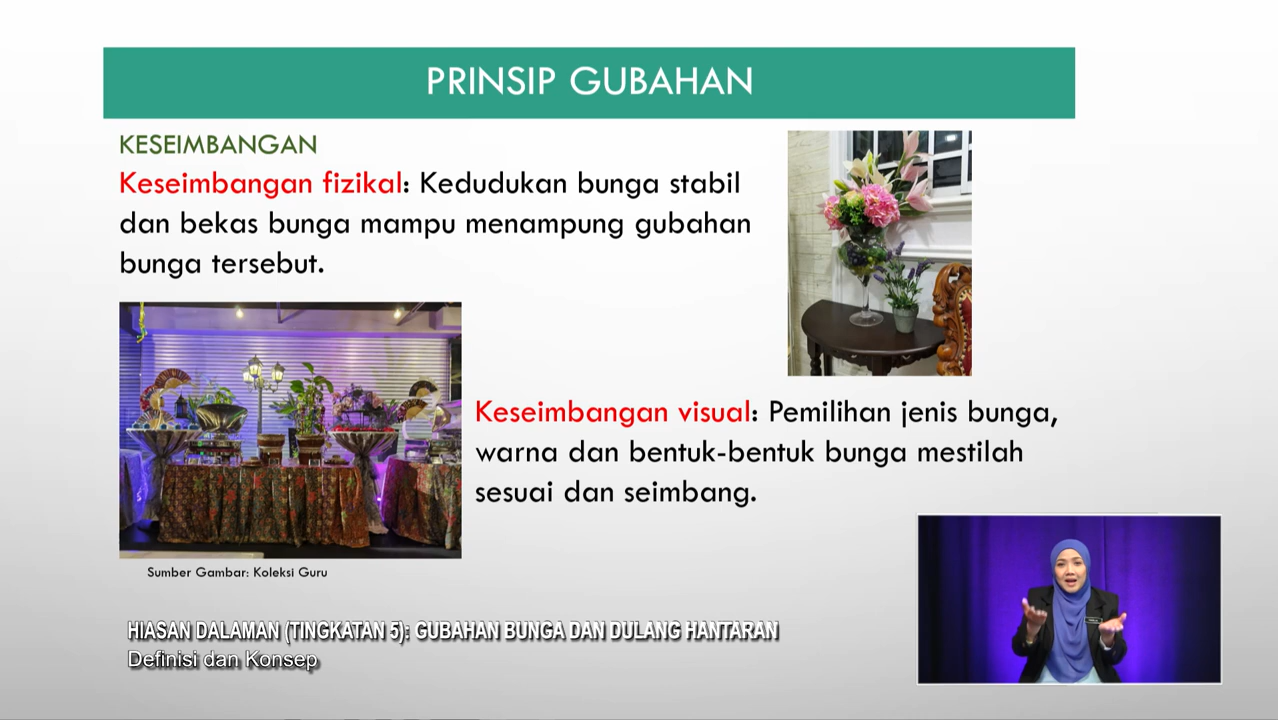 PRINSIP GUBAHAN
KESEIMBANGAN
Keseimbangan fizikal: Kedudukan bunga stabil
dan bekas bunga mampu menampung gubahan
bunga tersebut.
Keseimbangan visual: Pemilihan jenis bunga,
warna dan bentuk-bentuk bunga mestilah
sesuai dan seimbang.
Sumber Gambar: Koleksi Guru
HIASAN DALAMAN (TINGKATAN 5): GUBAHAN BUNGA DAN DULANG HANTARAN
Definisi dan Konsep